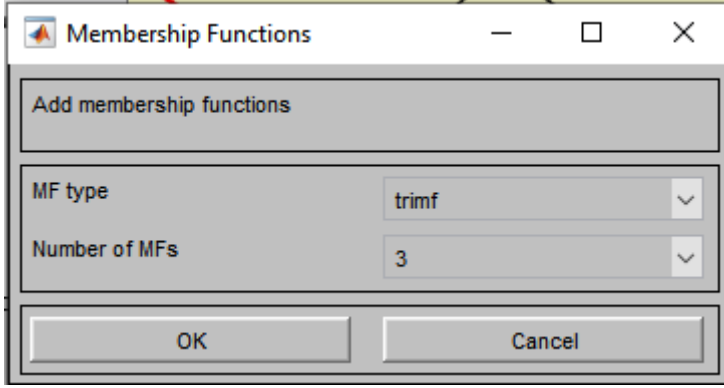 Membership Functions
Add membership functions
MF type
trimf
Number of MFs
3
OK
Cancel